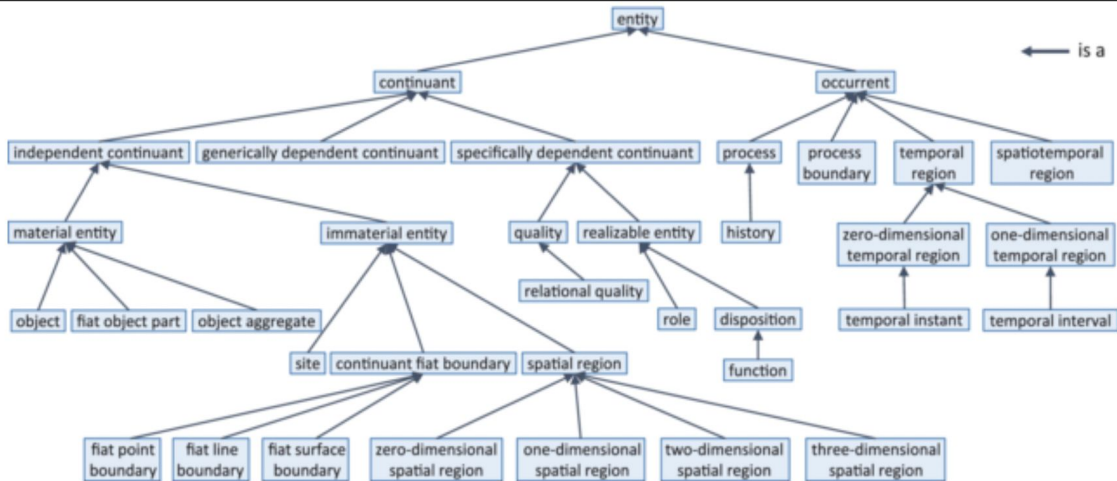 entity
is a
continuant
occurrent
independent continuant
generically dependent continuant
specifically dependent continuant
process
process
boundary
temporal
region
spatiotemporal
region
material entity
immaterial entity
quality
realizable entity
history
zero-dimensional
temporal region
one-dimensional
temporal region
relational quality
object
fiat object part
object aggregate
role
disposition
temporal instant
temporal interval
site
continuant fiat boundary
spatial region
function
fiat point
boundary
fiat line
boundary
fiat surface
boundary
zero-dimensional
spatial region
one-dimensional
spatial region
two-dimensional
spatial region
three-dimensional
spatial region